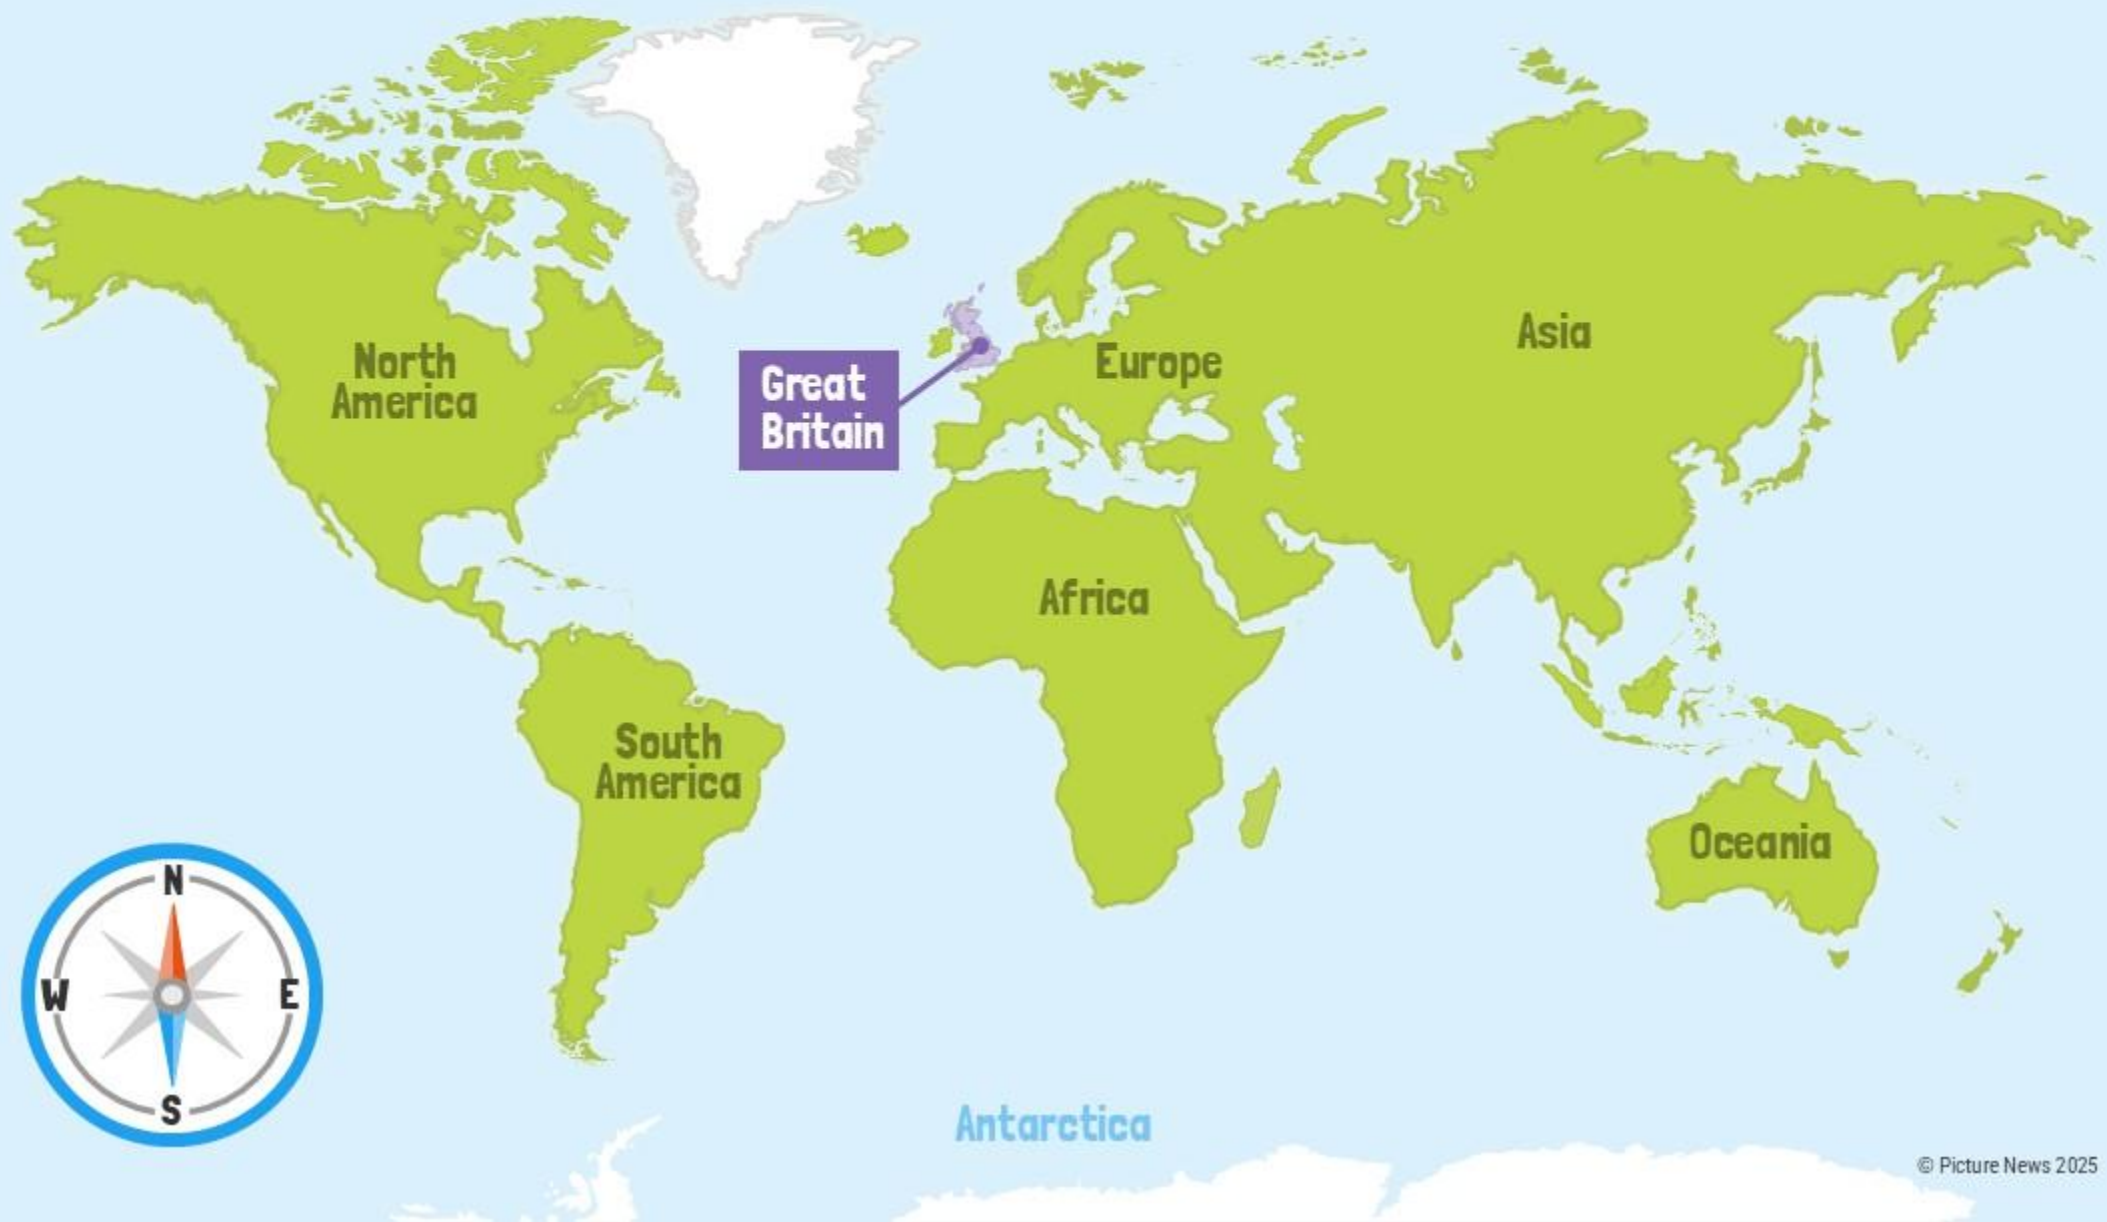 North
America
Great
Britain
Europe
Asia
Africa
South
America
Oceania
N
W
E
S
Antarctica
© Picture News 2025